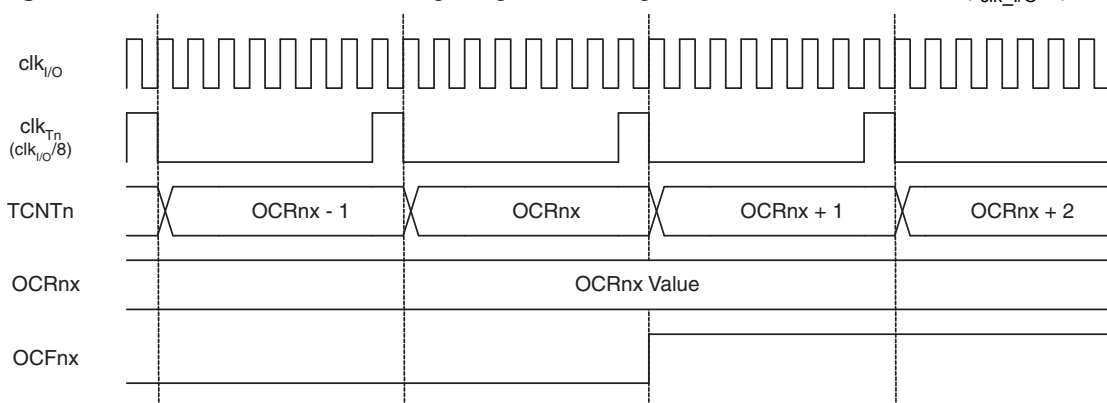 clkI/O
clkTn
(clkI/O/8)
TCNTn OCRnx - 1 OCRnx OCRnx + 1 OCRnx + 2
OCRnx OCRnx Value
OCFnx